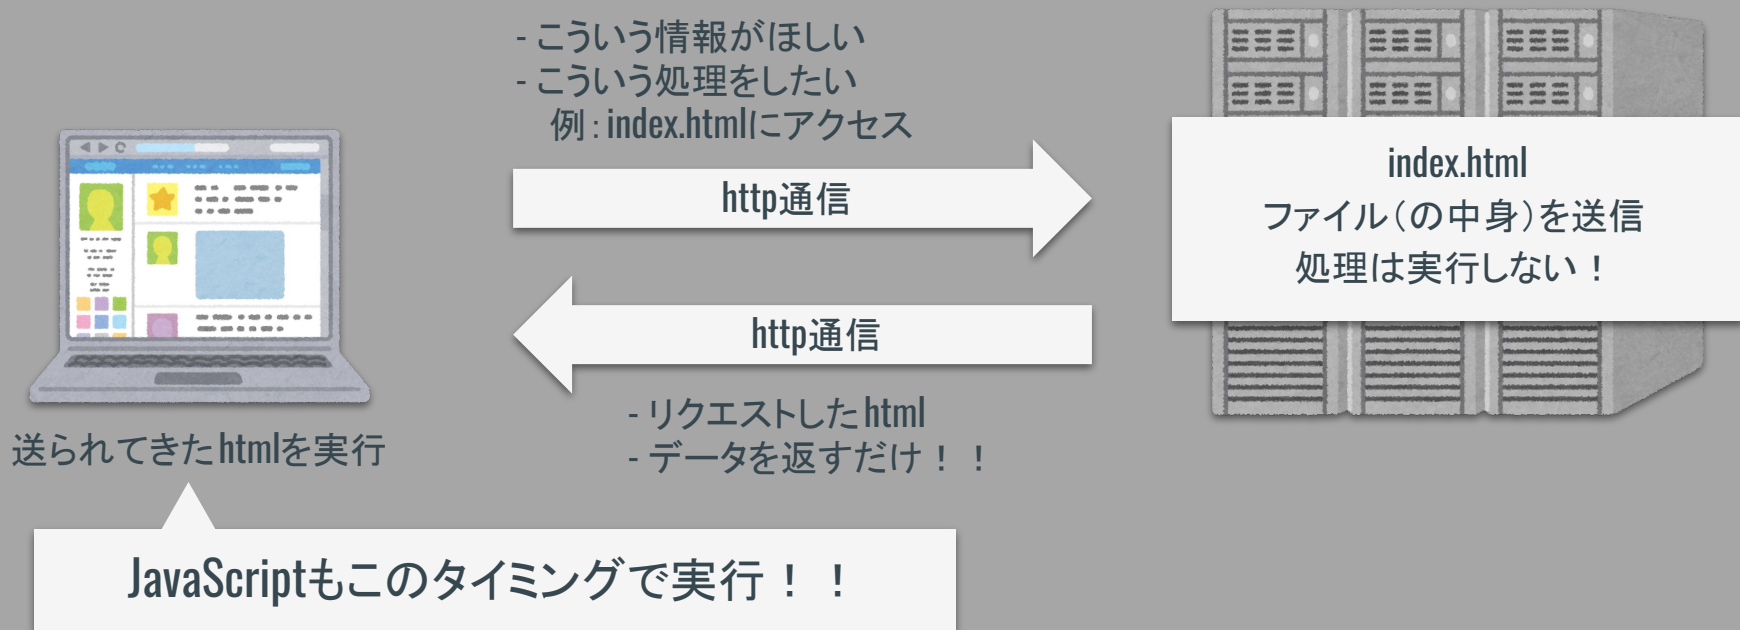 - こういう情報がほしい
- こういう処理をしたい
例：index.htmlにアクセス
http通信
index.html
ファイル（の中身）を送信
処理は実行しない！
http通信
- リクエストしたhtml
- データを返すだけ！！
送られてきたhtmlを実行
JavaScriptもこのタイミングで実行！！